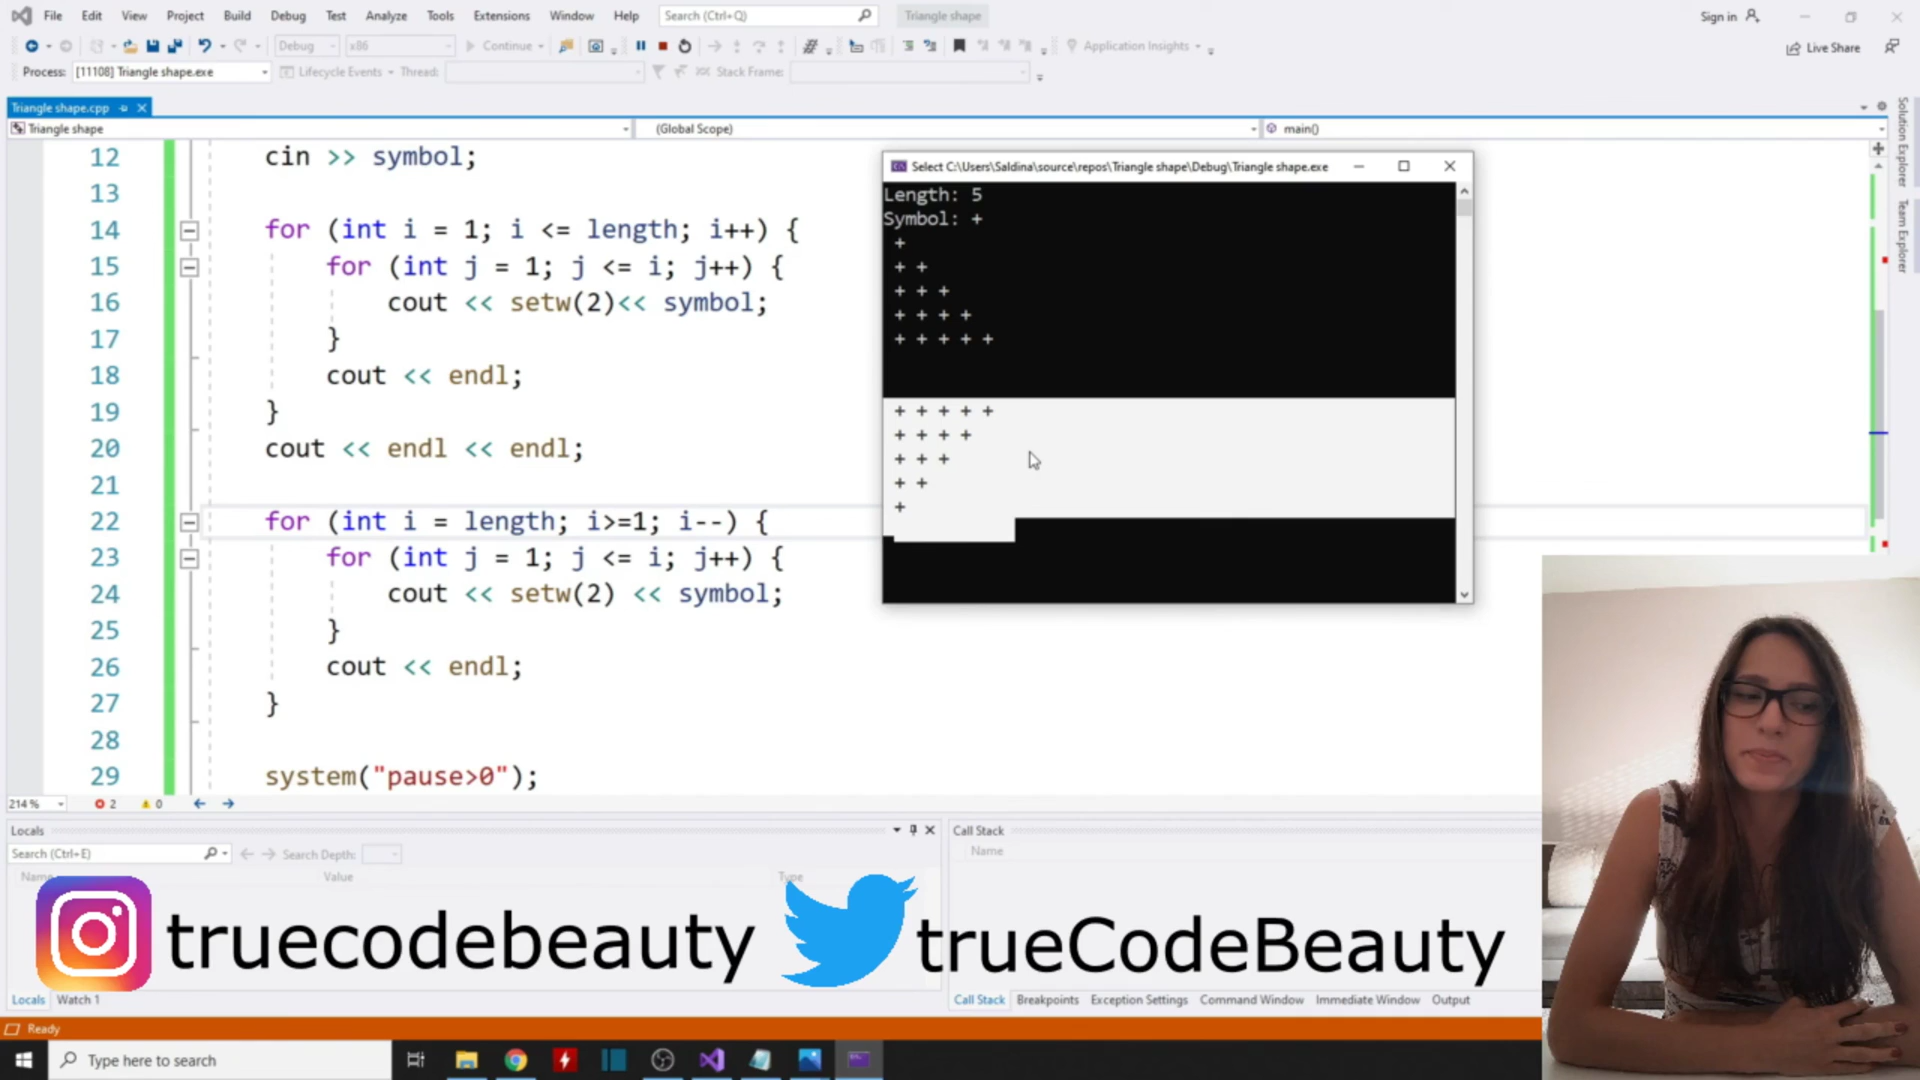 File Edit View Project Build Debug Test Analyze Tools Extensions Window Help Search (Ctrl+Q) Triangle shape Sign in
Debug x86 Continue Application Insights Live Share
Process: [11108] Triangle shape.exe Lifecycle Events Thread: Stack Frame:
Triangle shape.cpp
Triangle shape (Global Scope) main()
12 cin >> symbol;
13
14 for (int i = 1; i <= length; i++) {
15 for (int j = 1; j <= i; j++) {
16 cout << setw(2)<< symbol;
17 }
18 cout << endl;
19 }
20 cout << endl << endl;
21
22 for (int i = length; i>=1; i--) {
23 for (int j = 1; j <= i; j++) {
24 cout << setw(2) << symbol;
25 }
26 cout << endl;
27 }
28
29 system("pause>0");
Select C:\Users\Saldina\source\repos\Triangle shape\Debug\Triangle shape.exe
Length: 5
Symbol: +
+
+ +
+ + +
+ + + +
+ + + + +
+ + + + +
+ + + +
+ + +
+ +
+
Solution Explorer
Team Explorer
214 % 2 0
Locals
Search (Ctrl+E) Search Depth:
Name Value Type
Call Stack
Name
truecodebeauty trueCodeBeauty
Locals Watch 1
Call Stack Breakpoints Exception Settings Command Window Immediate Window Output
Ready
Type here to search